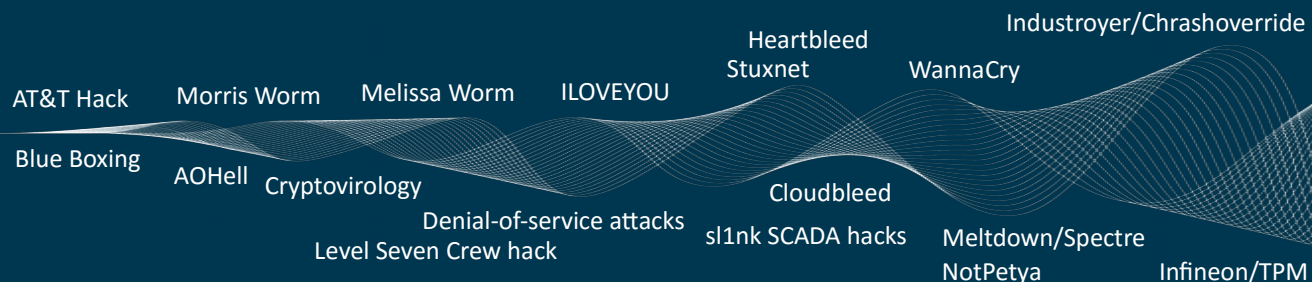 Industroyer/Chrashoverride
Heartbleed
Stuxnet
WannaCry
AT&T Hack
Morris Worm
Melissa Worm
ILOVEYOU
Blue Boxing
AOHell
Cryptovirology
Cloudbleed
Denial-of-service attacks
sl1nk SCADA hacks
Meltdown/Spectre
Level Seven Crew hack
NotPetya
Infineon/TPM